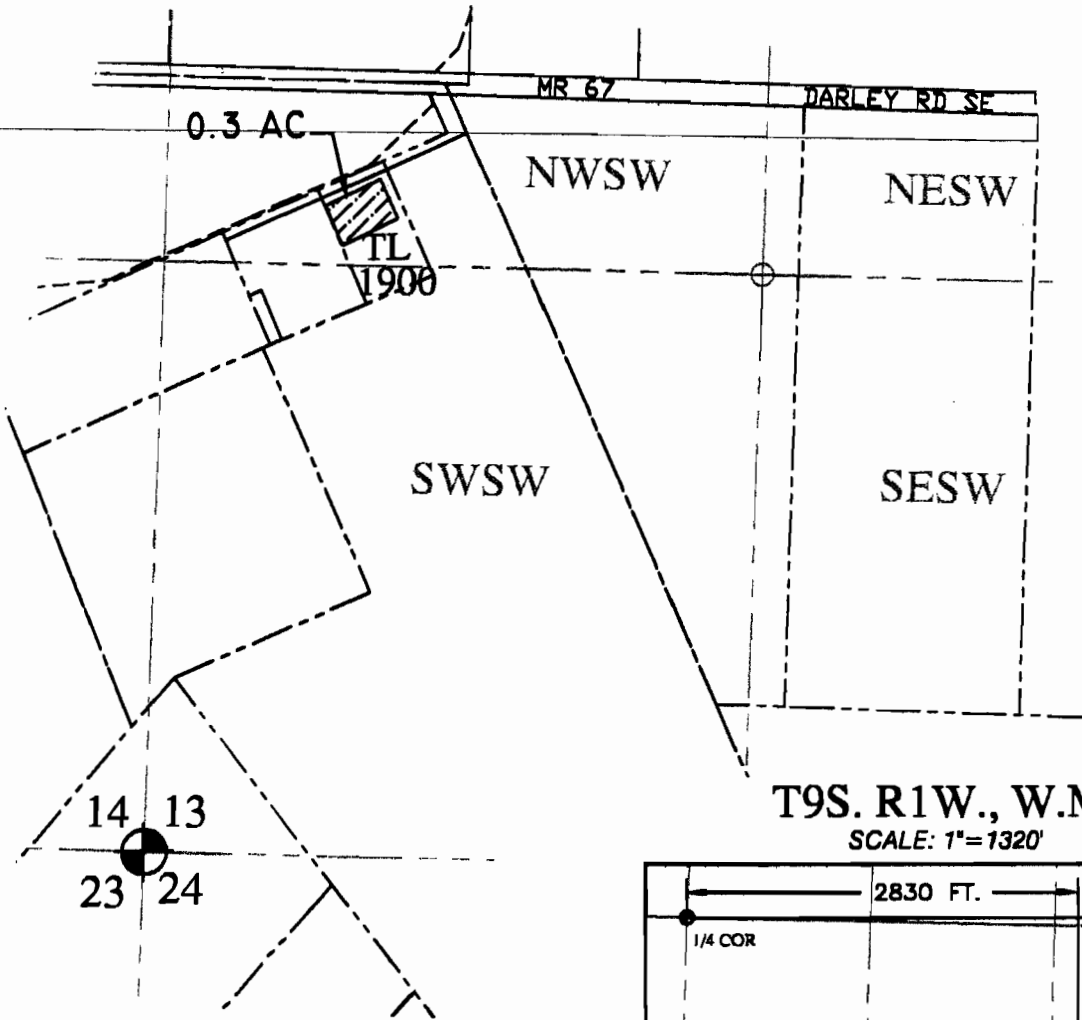 MR 67
DARLEY RD SE
0.3 AC
NWSW
NESW
TL
1900
SWSW
SESW
14 13
23 24
T9S. R1W., W.M
SCALE: 1"=1320'
2830 FT.
1/4 COR